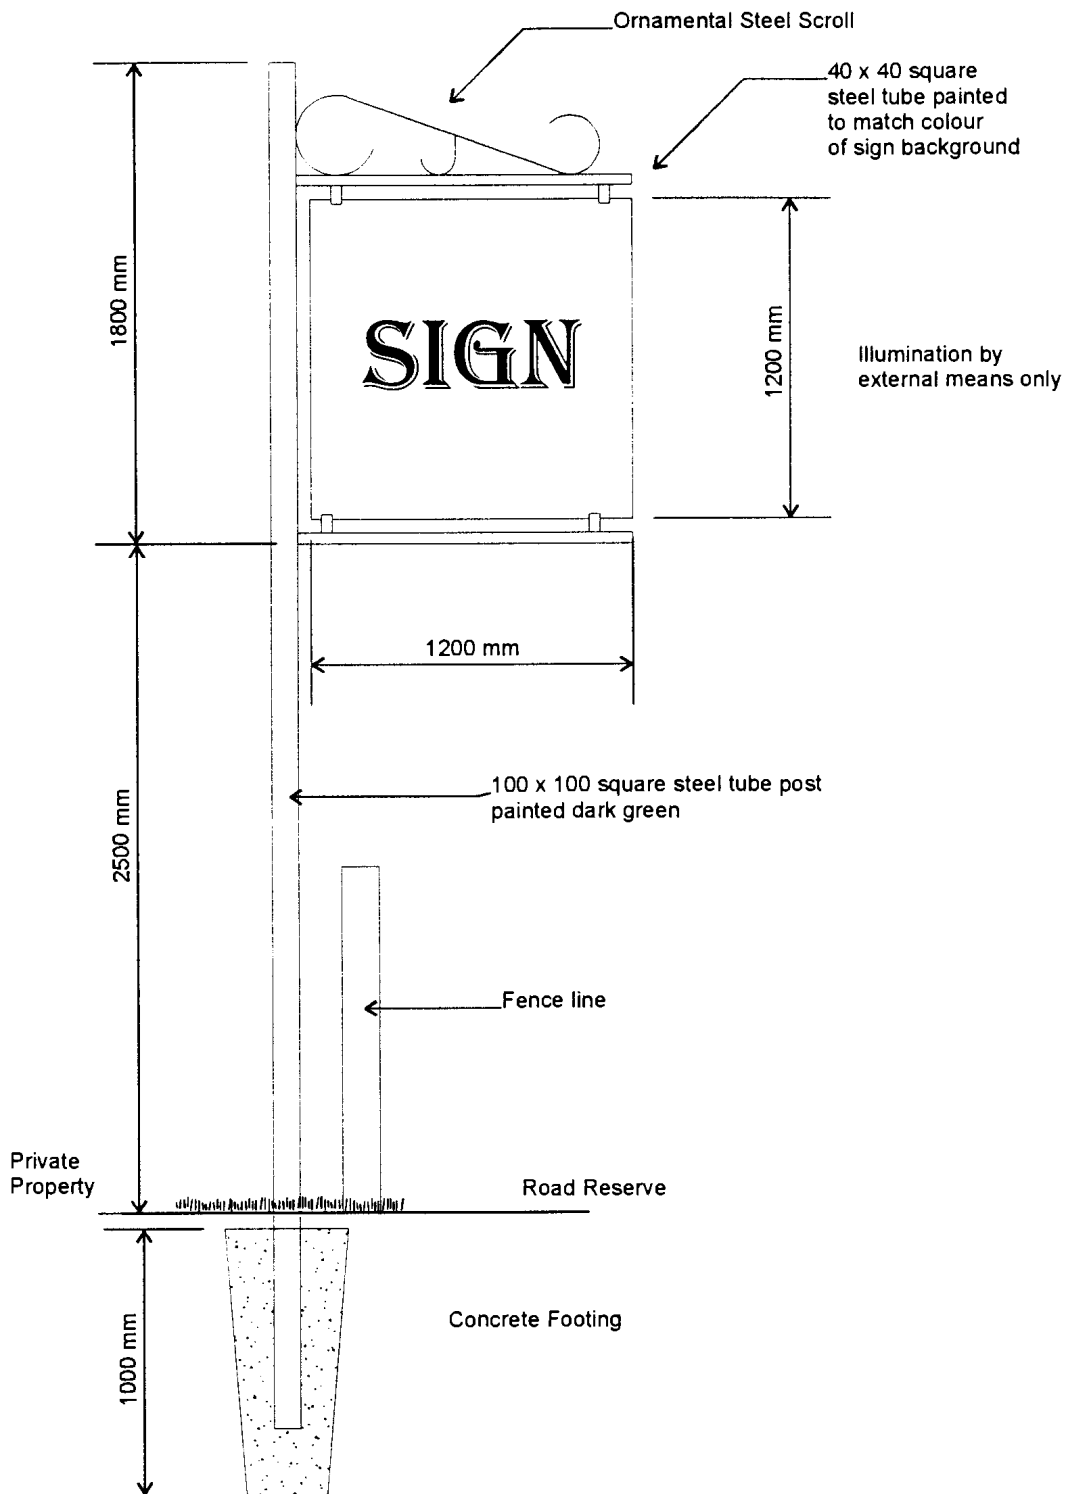 Ornamental Steel Scroll
40 x 40 square
steel tube painted
to match colour
of sign background
1800 mm
SIGN
1200 mm
Illumination by
external means only
1200 mm
100 x 100 square steel tube post
painted dark green
2500 mm
Fence line
Private
Property
Road Reserve
Concrete Footing
1000 mm